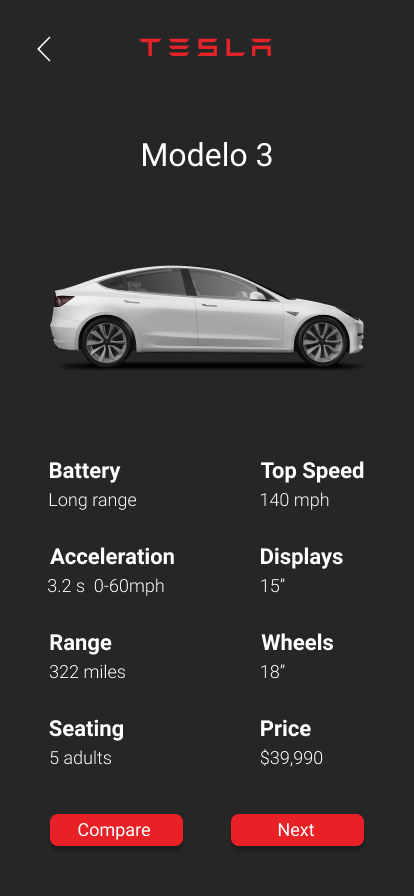 TESLA
Modelo 3
Battery
Long range
Top Speed
140 mph
Acceleration
3.2 s  0-60mph
Displays
15”
Range
322 miles
Wheels
18”
Seating
5 adults
Price
$39,990
Compare
Next